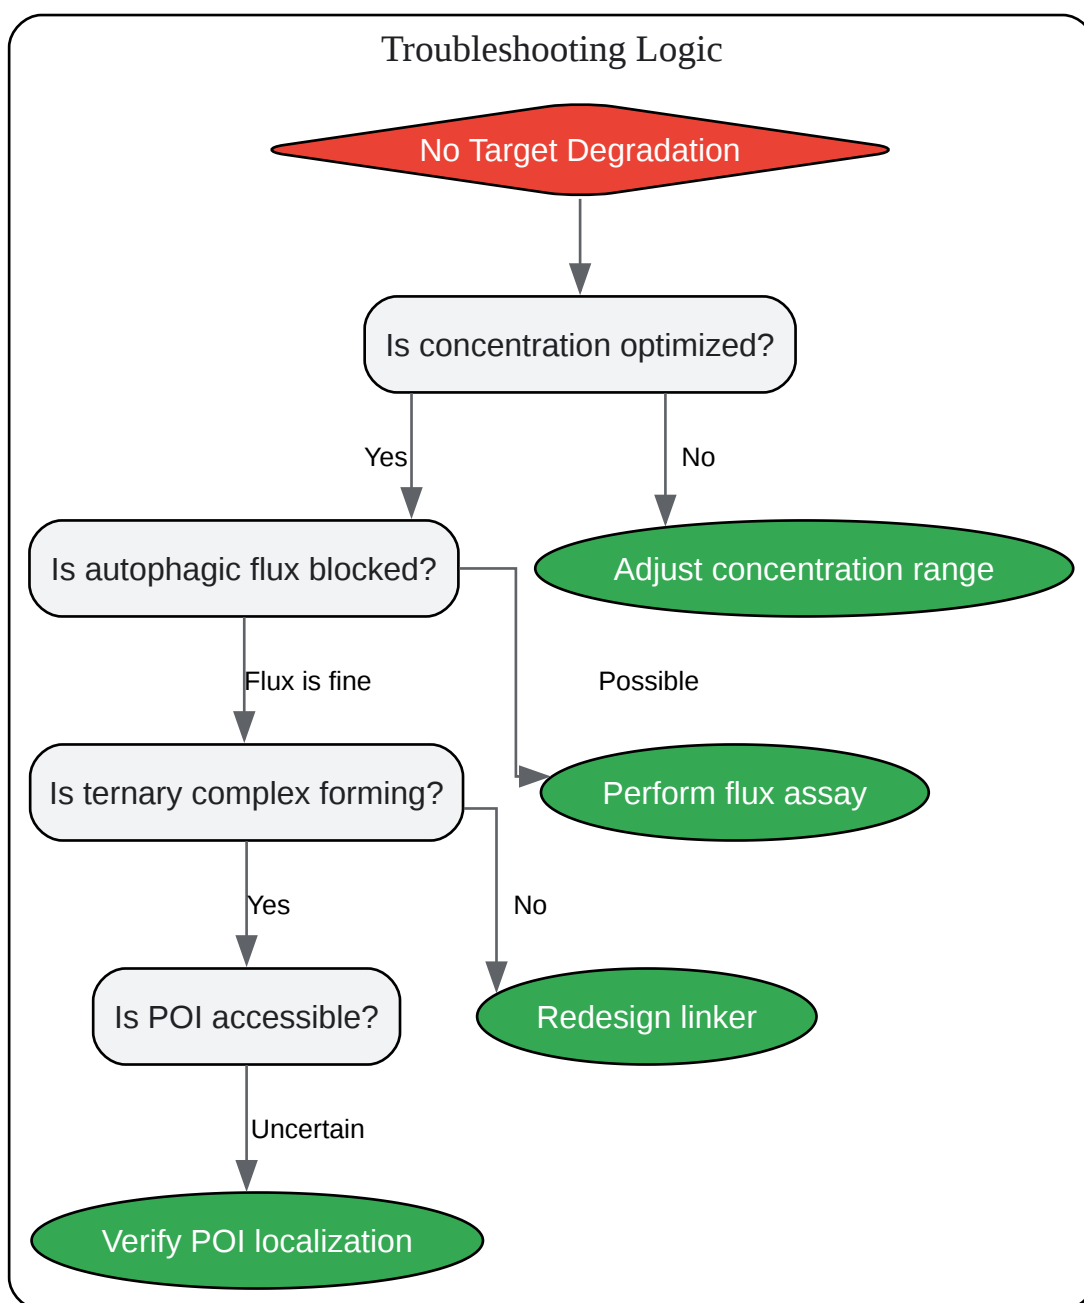 Troubleshooting Logic
No Target Degradation
Is concentration optimized?
Yes
No
Is autophagic flux blocked?
Adjust concentration range
Flux is fine
Possible
Is ternary complex forming?
Perform flux assay
Yes
No
Is POI accessible?
Redesign linker
Uncertain
Verify POI localization